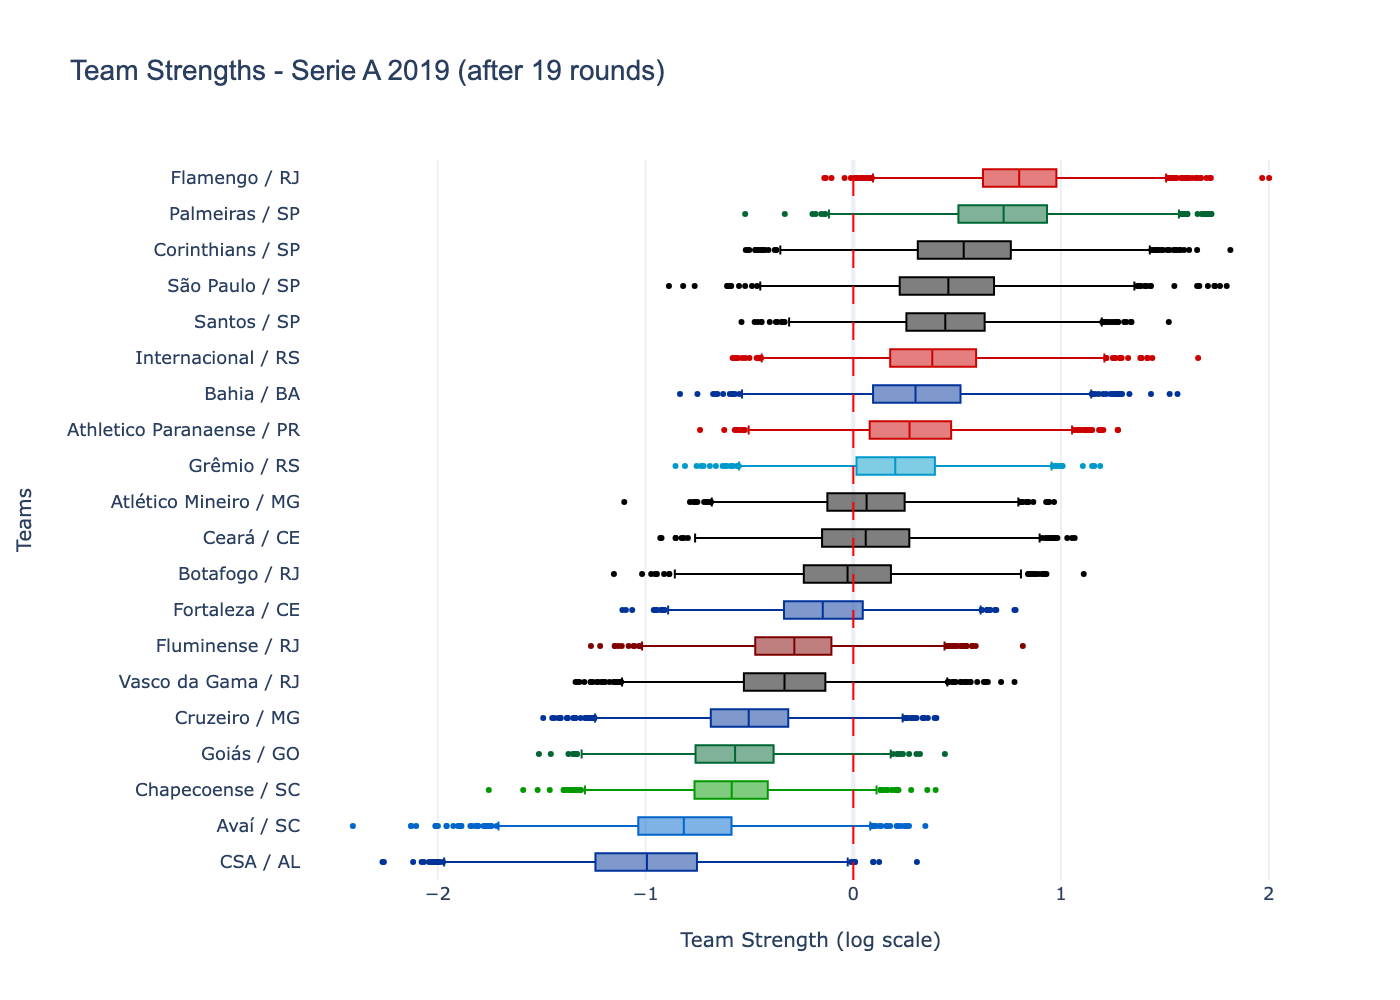 Team Strengths - Serie A 2019 (after 19 rounds)
Flamengo / RJ
Palmeiras / SP
Corinthians / SP
São Paulo / SP
Santos / SP
Internacional / RS
Bahia / BA
Athletico Paranaense / PR
Grêmio / RS
Atlético Mineiro / MG
Ceará / CE
Botafogo / RJ
Fortaleza / CE
Fluminense / RJ
Vasco da Gama / RJ
Cruzeiro / MG
Goiás / GO
Chapecoense / SC
Avaí / SC
CSA / AL
Teams
−2 −1 0 1 2
Team Strength (log scale)